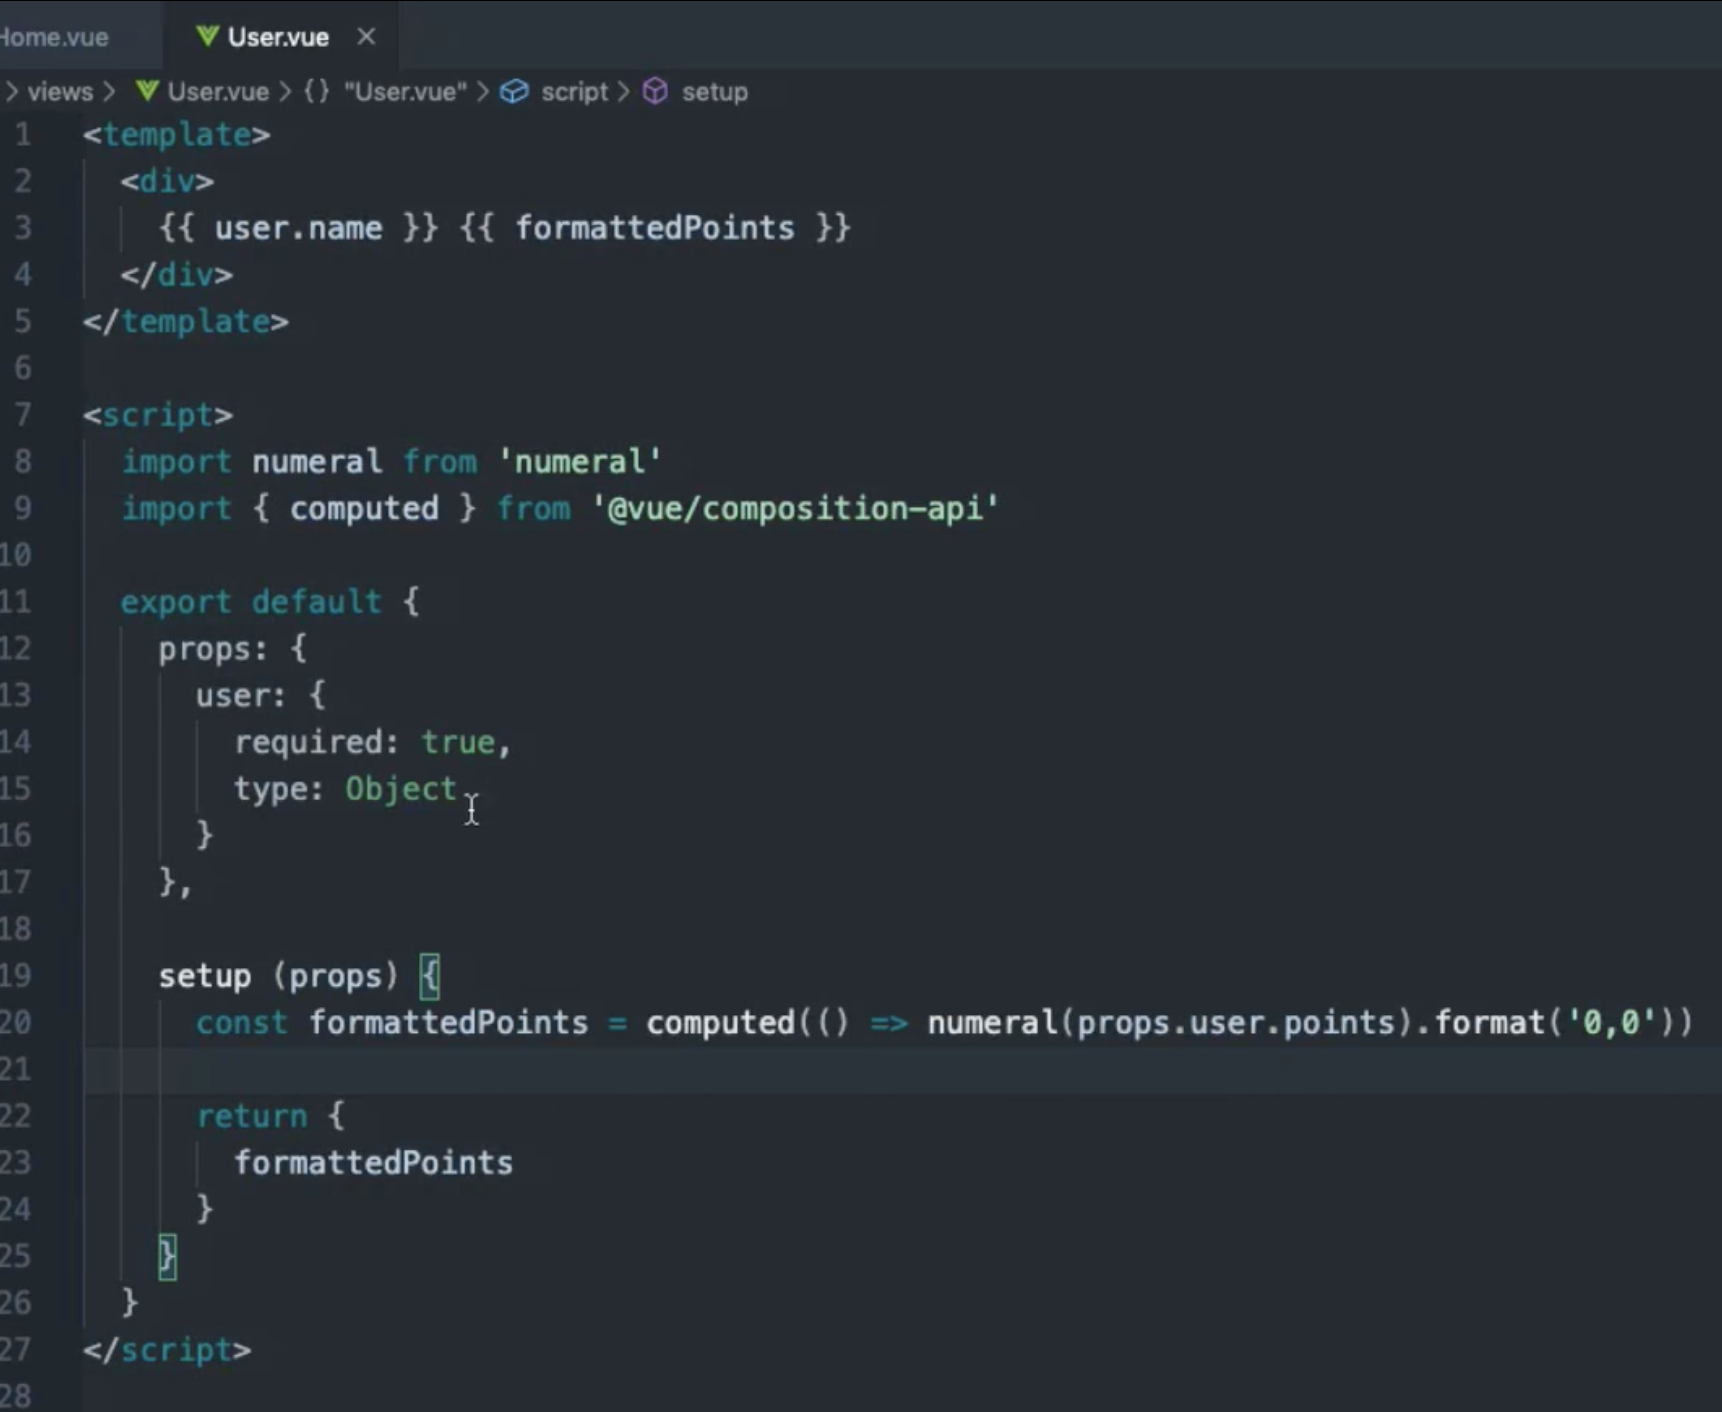 Home.vue User.vue ×
> views > User.vue > {} "User.vue" > script > setup
1 <template>
2 <div>
3 {{ user.name }} {{ formattedPoints }}
4 </div>
5 </template>
6
7 <script>
8 import numeral from 'numeral'
9 import { computed } from '@vue/composition-api'
10
11 export default {
12 props: {
13 user: {
14 required: true,
15 type: Object
16 }
17 },
18
19 setup (props) {
20 const formattedPoints = computed(() => numeral(props.user.points).format('0,0'))
21
22 return {
23 formattedPoints
24 }
25 }
26 }
27 </script>
28